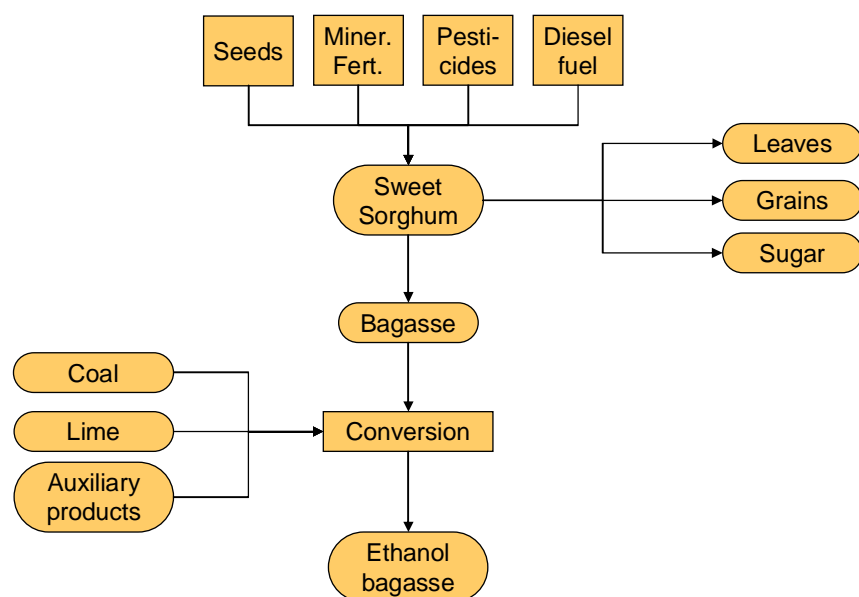 Seeds
Miner.
Fert.
Pesti-
cides
Diesel
fuel
Leaves
Sweet
Sorghum
Grains
Sugar
Bagasse
Coal
Lime
Conversion
Auxiliary
products
Ethanol
bagasse